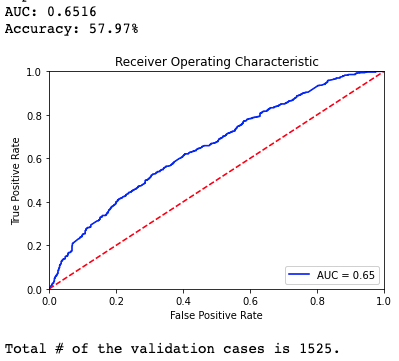 AUC: 0.6516
Accuracy: 57.97%
Receiver Operating Characteristic
1.0
0.8
0.6
0.4
0.2
0.0
True Positive Rate
AUC = 0.65
0.0 0.2 0.4 0.6 0.8 1.0
False Positive Rate
Total # of the validation cases is 1525.